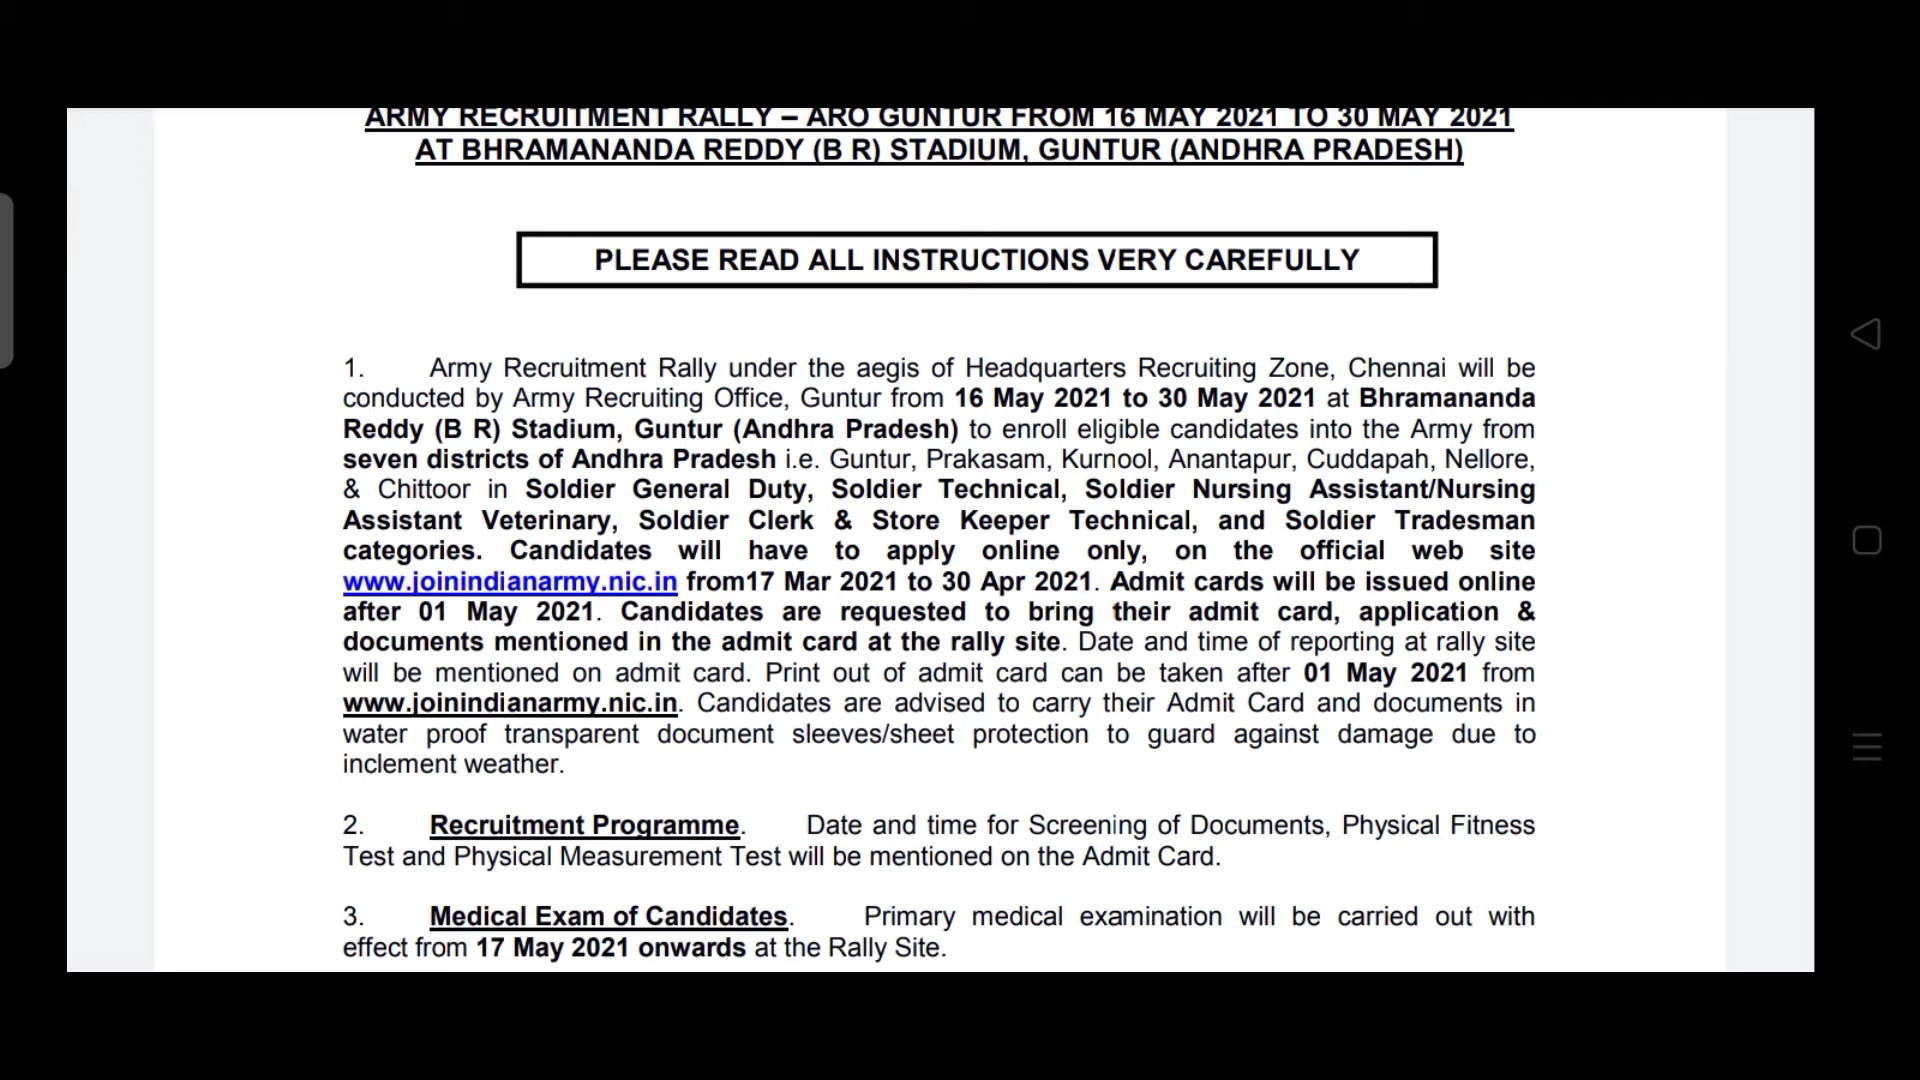 ARMY RECRUITMENT RALLY – ARO GUNTUR FROM 16 MAY 2021 TO 30 MAY 2021
AT BHRAMANANDA REDDY (B R) STADIUM, GUNTUR (ANDHRA PRADESH)
PLEASE READ ALL INSTRUCTIONS VERY CAREFULLY
1. Army Recruitment Rally under the aegis of Headquarters Recruiting Zone, Chennai will be
conducted by Army Recruiting Office, Guntur from 16 May 2021 to 30 May 2021 at Bhramananda
Reddy (B R) Stadium, Guntur (Andhra Pradesh) to enroll eligible candidates into the Army from
seven districts of Andhra Pradesh i.e. Guntur, Prakasam, Kurnool, Anantapur, Cuddapah, Nellore,
& Chittoor in Soldier General Duty, Soldier Technical, Soldier Nursing Assistant/Nursing
Assistant Veterinary, Soldier Clerk & Store Keeper Technical, and Soldier Tradesman
categories. Candidates will have to apply online only, on the official web site
www.joinindianarmy.nic.in from17 Mar 2021 to 30 Apr 2021. Admit cards will be issued online
after 01 May 2021. Candidates are requested to bring their admit card, application &
documents mentioned in the admit card at the rally site. Date and time of reporting at rally site
will be mentioned on admit card. Print out of admit card can be taken after 01 May 2021 from
www.joinindianarmy.nic.in. Candidates are advised to carry their Admit Card and documents in
water proof transparent document sleeves/sheet protection to guard against damage due to
inclement weather.
2. Recruitment Programme. Date and time for Screening of Documents, Physical Fitness
Test and Physical Measurement Test will be mentioned on the Admit Card.
3. Medical Exam of Candidates. Primary medical examination will be carried out with
effect from 17 May 2021 onwards at the Rally Site.